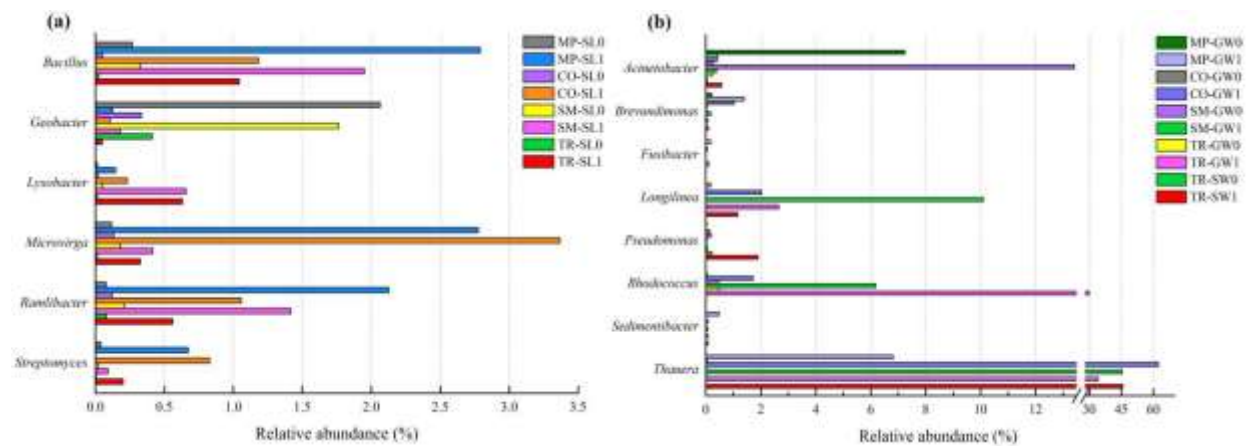 (a)
Bacillus
Geobacter
Lysobacter
Microvirga
Ramlibacter
Streptomyces
0.0 0.5 1.0 1.5 2.0 2.5 3.0 3.5
Relative abundance (%)
MP-SL0
MP-SL1
CO-SL0
CO-SL1
SM-SL0
SM-SL1
TR-SL0
TR-SL1
(b)
Acinetobacter
Brevundimonas
Fusibacter
Longilinea
Pseudomonas
Rhodococcus
Sedimentibacter
Thauera
0 2 4 6 8 10 12 30 45 60
Relative abundance (%)
MP-GW0
MP-GW1
CO-GW0
CO-GW1
SM-GW0
SM-GW1
TR-GW0
TR-GW1
TR-SW0
TR-SW1